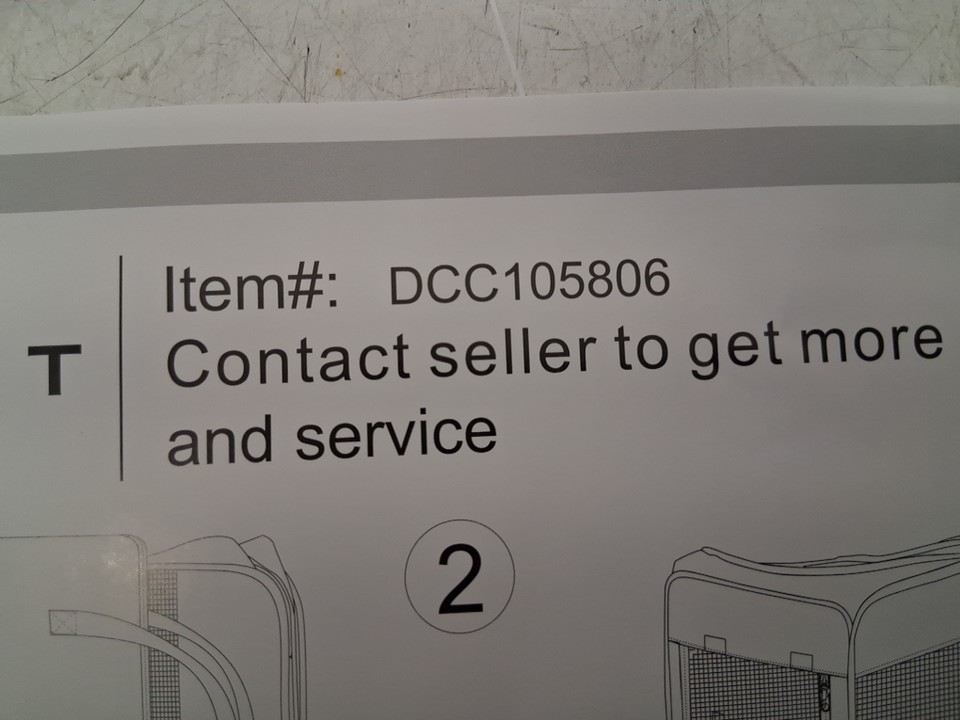 Item#: DCC105806
T
Contact seller to get more
and service
2